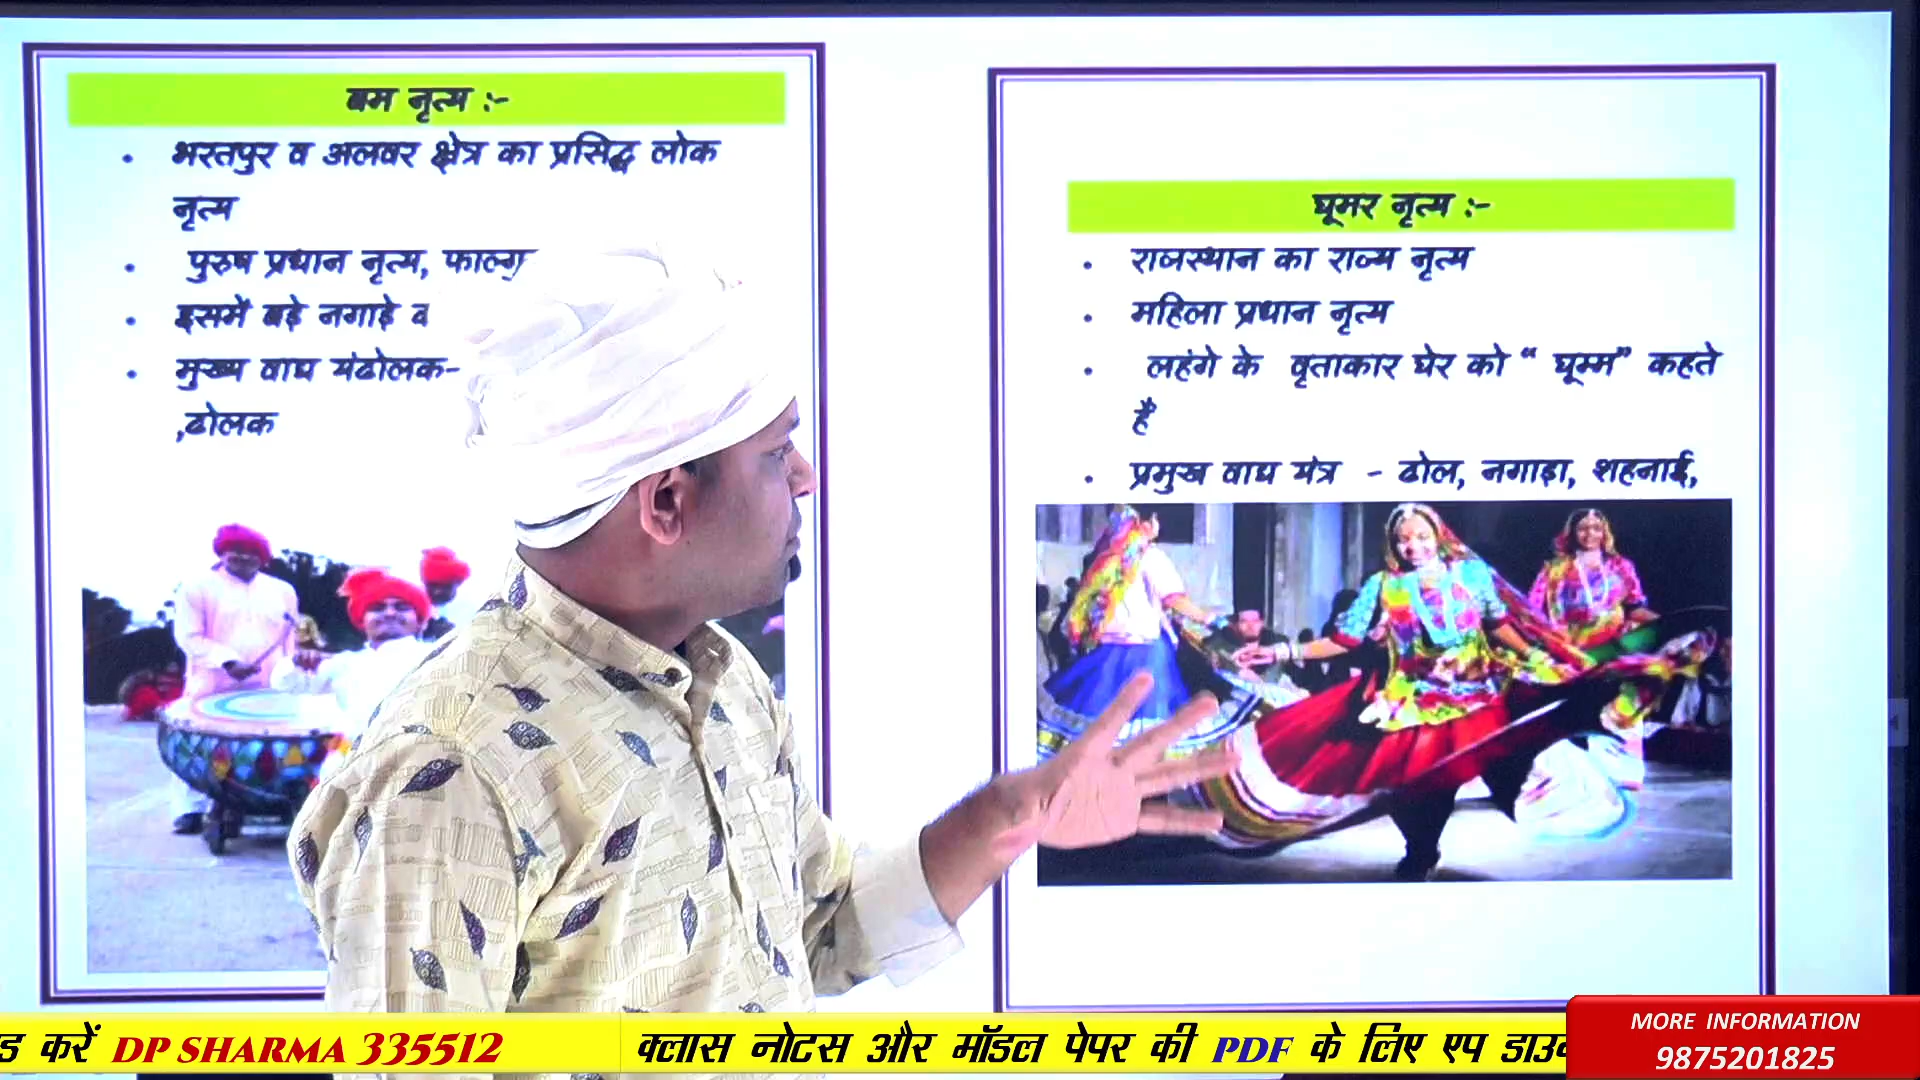 बम नृत्य :-
• भरतपुर व अलवर क्षेत्र का प्रसिद्ध लोक
नृत्य
• पुरुष प्रधान नृत्य,
• इसमें बड़े नगाड़े व
• मुख्य वाद्य यंढोलक-
,ढोलक
घूमर नृत्य :-
• राजस्थान का राज्य नृत्य
• महिला प्रधान नृत्य
• लहंगे के वृताकार घेर को “ घूम्म” कहते
है
• प्रमुख वाद्य यंत्र - ढोल, नगाड़ा, शहनाई,
करें DP SHARMA 335512 क्लास नोटस और मॉडल पेपर की PDF के लिए एप
MORE INFORMATION
9875201825